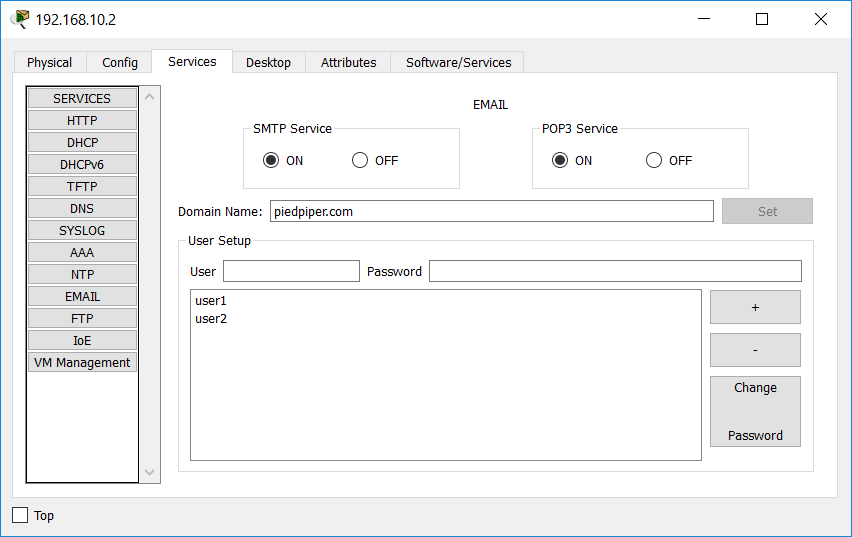 192.168.10.2
Physical Config Services Desktop Attributes Software/Services
SERVICES
HTTP
DHCP
DHCPv6
TFTP
DNS
SYSLOG
AAA
NTP
EMAIL
FTP
IoE
VM Management
EMAIL
SMTP Service
ON OFF
POP3 Service
ON OFF
Domain Name: piedpiper.com Set
User Setup
User Password
user1
user2
+
-
Change
Password
Top